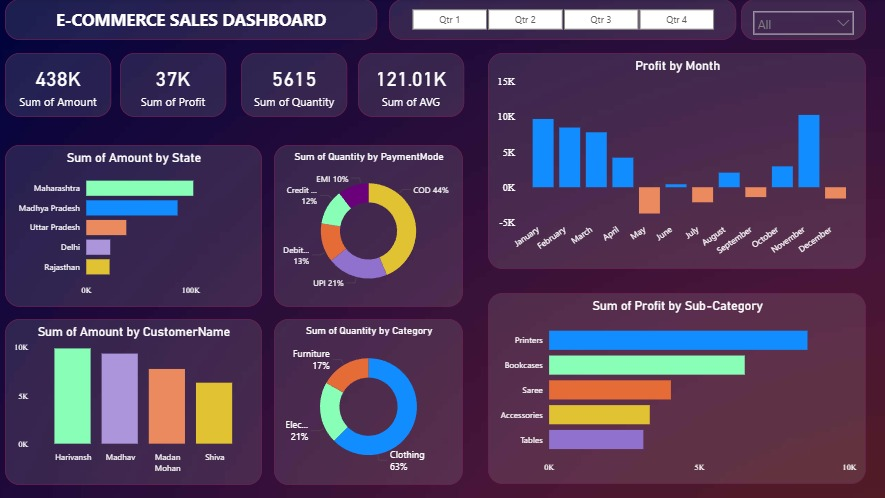 E-COMMERCE SALES DASHBOARD
Qtr 1
Qtr 2
Qtr 3
Qtr 4
All
438K
Sum of Amount
37K
Sum of Profit
5615
Sum of Quantity
121.01K
Sum of AVG
Profit by Month
15K
10K
5K
0K
-5K
January
February
March
April
May
June
July
August
September
October
November
December
Sum of Amount by State
Maharashtra
Madhya Pradesh
Uttar Pradesh
Delhi
Rajasthan
0K
100K
Sum of Quantity by PaymentMode
EMI 10%
Credit ...
12%
Debit...
13%
UPI 21%
COD 44%
Sum of Amount by CustomerName
10K
5K
0K
Harivansh
Madhav
Madan
Mohan
Shiva
Sum of Quantity by Category
Furniture
17%
Elec...
21%
Clothing
63%
Sum of Profit by Sub-Category
Printers
Bookcases
Saree
Accessories
Tables
0K
5K
10K